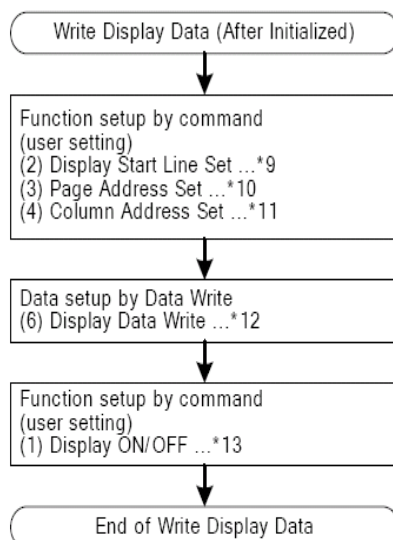 Write Display Data (After Initialized)
Function setup by command
(user setting)
(2) Display Start Line Set ...*9
(3) Page Address Set ...*10
(4) Column Address Set ...*11
Data setup by Data Write
(6) Display Data Write ...*12
Function setup by command
(user setting)
(1) Display ON/OFF ...*13
End of Write Display Data